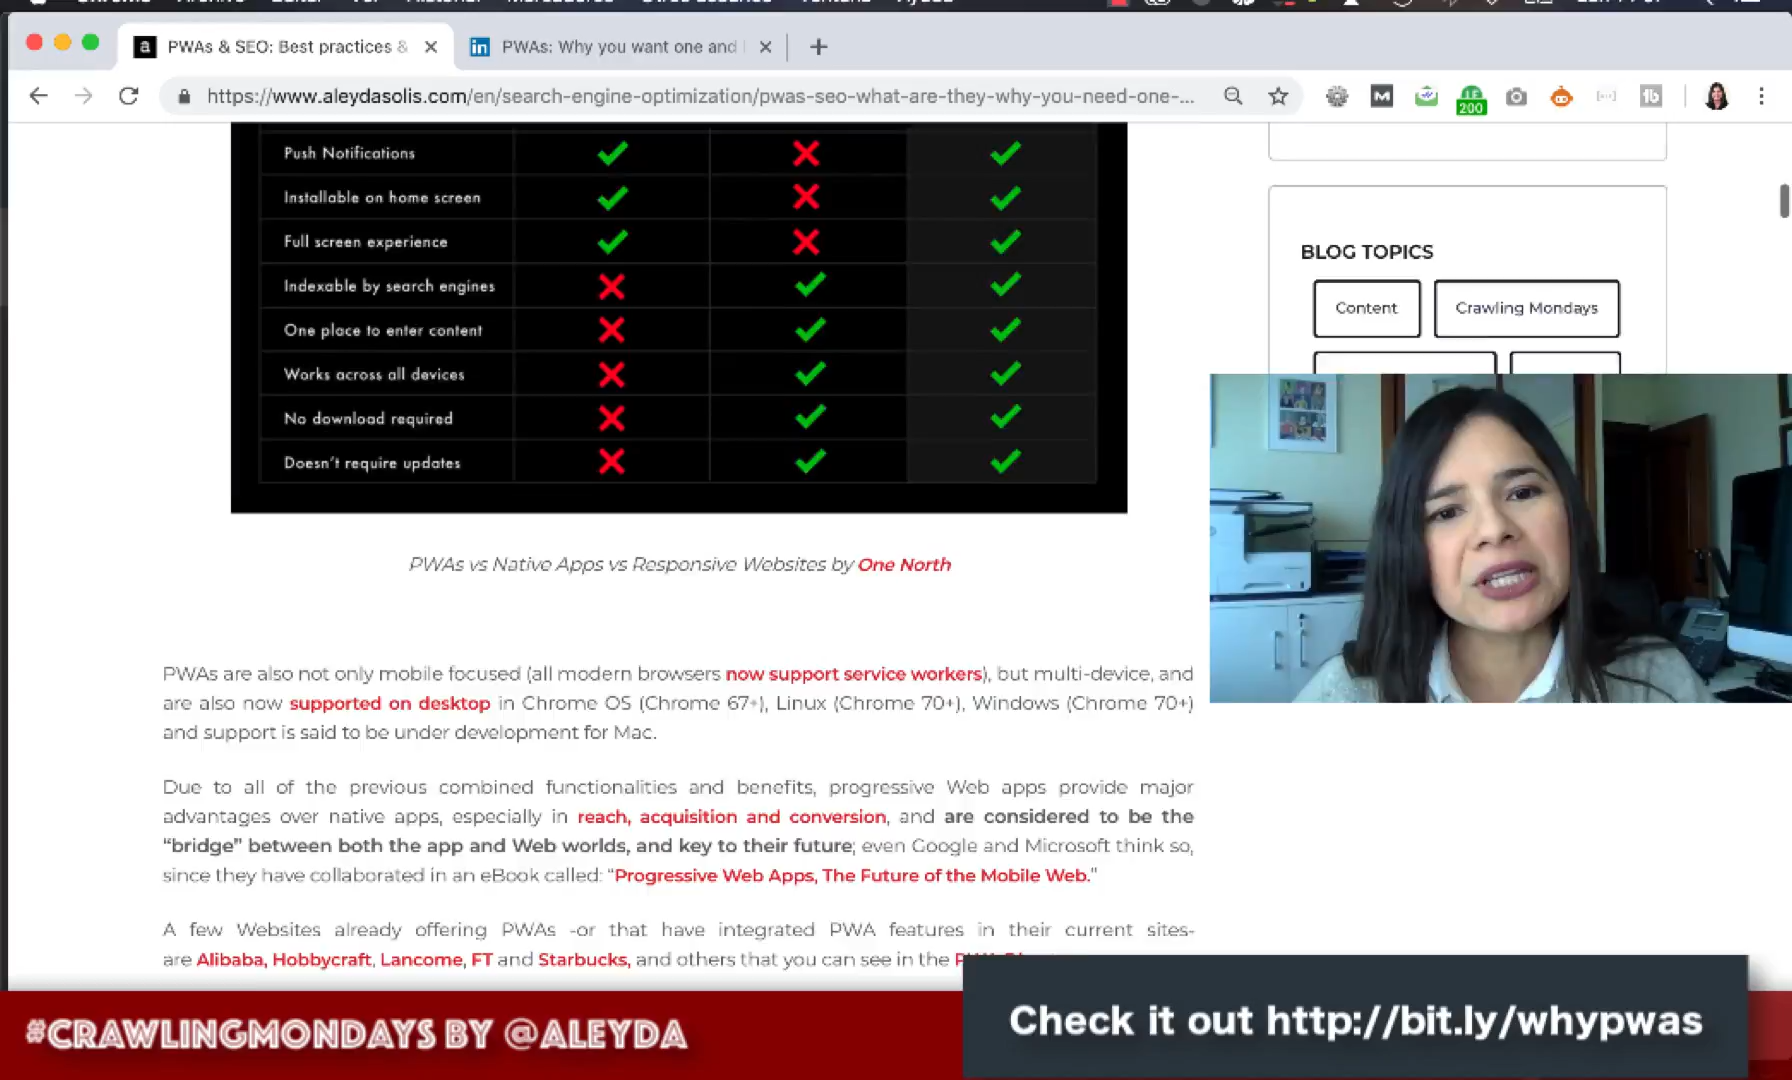 PWAs & SEO: Best practices &
PWAs: Why you want one and
https://www.aleydasolis.com/en/search-engine-optimization/pwas-seo-what-are-they-why-you-need-one-...
200
Push Notifications
Installable on home screen
Full screen experience
Indexable by search engines
One place to enter content
Works across all devices
No download required
Doesn't require updates
PWAs vs Native Apps vs Responsive Websites by One North
PWAs are also not only mobile focused (all modern browsers now support service workers), but multi-device, and
are also now supported on desktop in Chrome OS (Chrome 67+), Linux (Chrome 70+), Windows (Chrome 70+)
and support is said to be under development for Mac.
Due to all of the previous combined functionalities and benefits, progressive Web apps provide major
advantages over native apps, especially in reach, acquisition and conversion, and are considered to be the
“bridge” between both the app and Web worlds, and key to their future; even Google and Microsoft think so,
since they have collaborated in an eBook called: “Progressive Web Apps, The Future of the Mobile Web.”
A few Websites already offering PWAs -or that have integrated PWA features in their current sites-
are Alibaba, Hobbycraft, Lancome, FT and Starbucks, and others that you can see in the
BLOG TOPICS
Content
Crawling Mondays
#CRAWLINGMONDAYS BY @ALEYDA
Check it out http://bit.ly/whypwas